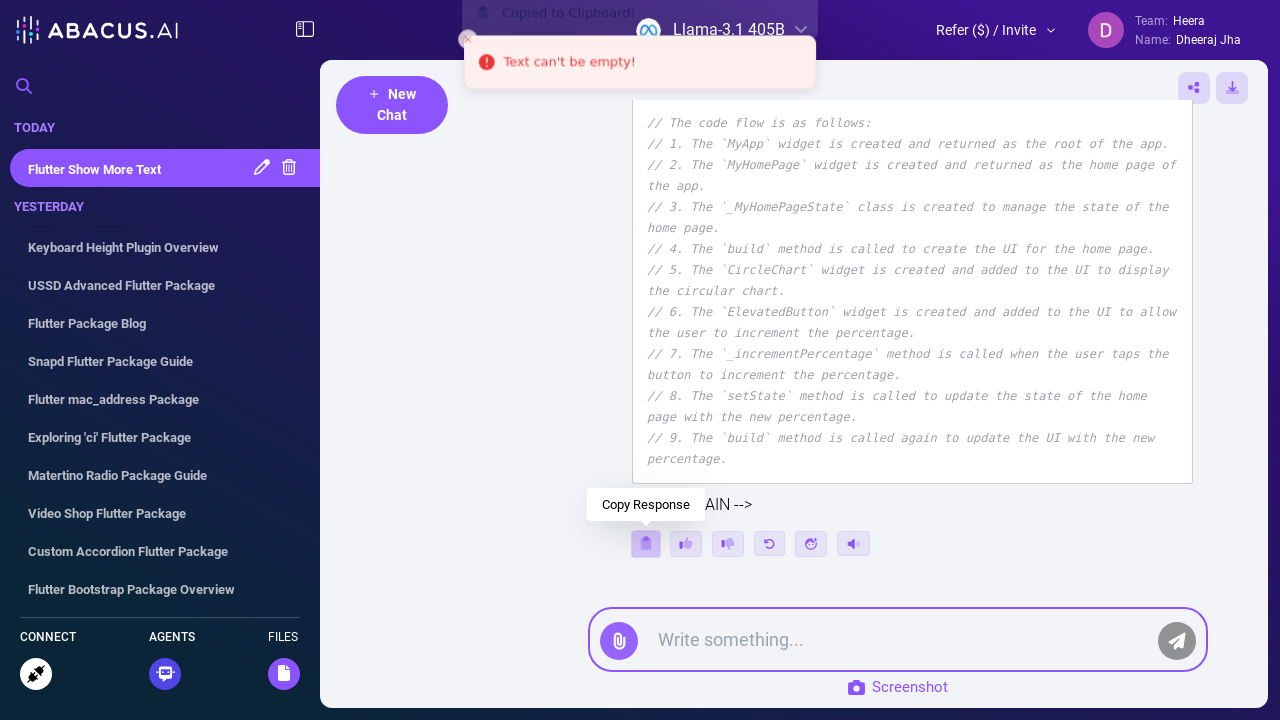 ABACUS.AI
Copied to Clipboard!
Llama-3.1 405B
Text can't be empty!
Refer ($) / Invite
D
Team: Heera
Name: Dheeraj Jha
TODAY
Flutter Show More Text
YESTERDAY
Keyboard Height Plugin Overview
USSD Advanced Flutter Package
Flutter Package Blog
Snapd Flutter Package Guide
Flutter mac_address Package
Exploring 'ci' Flutter Package
Matertino Radio Package Guide
Video Shop Flutter Package
Custom Accordion Flutter Package
Flutter Bootstrap Package Overview
CONNECT
AGENTS
FILES
+ New
Chat
// The code flow is as follows:
// 1. The `MyApp` widget is created and returned as the root of the app.
// 2. The `MyHomePage` widget is created and returned as the home page of
the app.
// 3. The `_MyHomePageState` class is created to manage the state of the
home page.
// 4. The `build` method is called to create the UI for the home page.
// 5. The `CircleChart` widget is created and added to the UI to display
the circular chart.
// 6. The `ElevatedButton` widget is created and added to the UI to allow
the user to increment the percentage.
// 7. The `_incrementPercentage` method is called when the user taps the
button to increment the percentage.
// 8. The `setState` method is called to update the state of the home
page with the new percentage.
// 9. The `build` method is called again to update the UI with the new
percentage.
Copy Response
AIN -->
Write something...
Screenshot